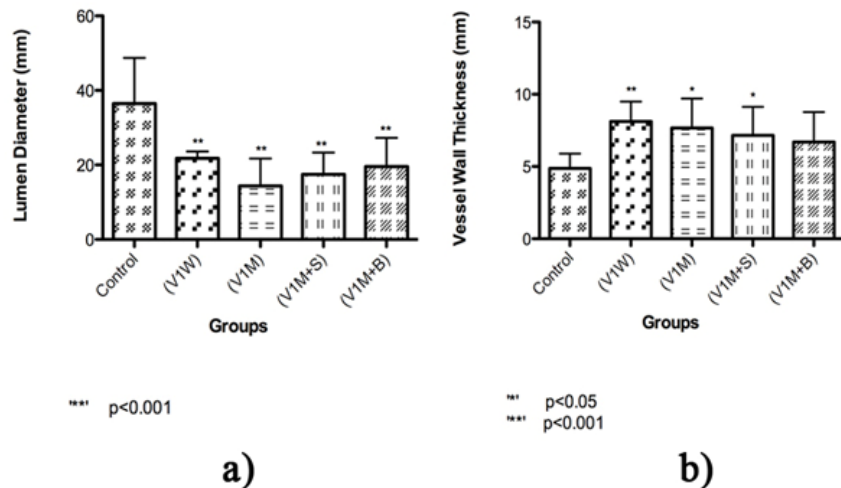 Lumen Diameter (mm)
60
40
20
0
**
**
**
**
Control
(V1W)
(V1M)
(V1M+S)
(V1M+B)
Groups
'**' p<0.001
a)
Vessel Wall Thickness (mm)
15
10
5
0
**
*
*
Control
(V1W)
(V1M)
(V1M+S)
(V1M+B)
Groups
'*' p<0.05
'**' p<0.001
b)